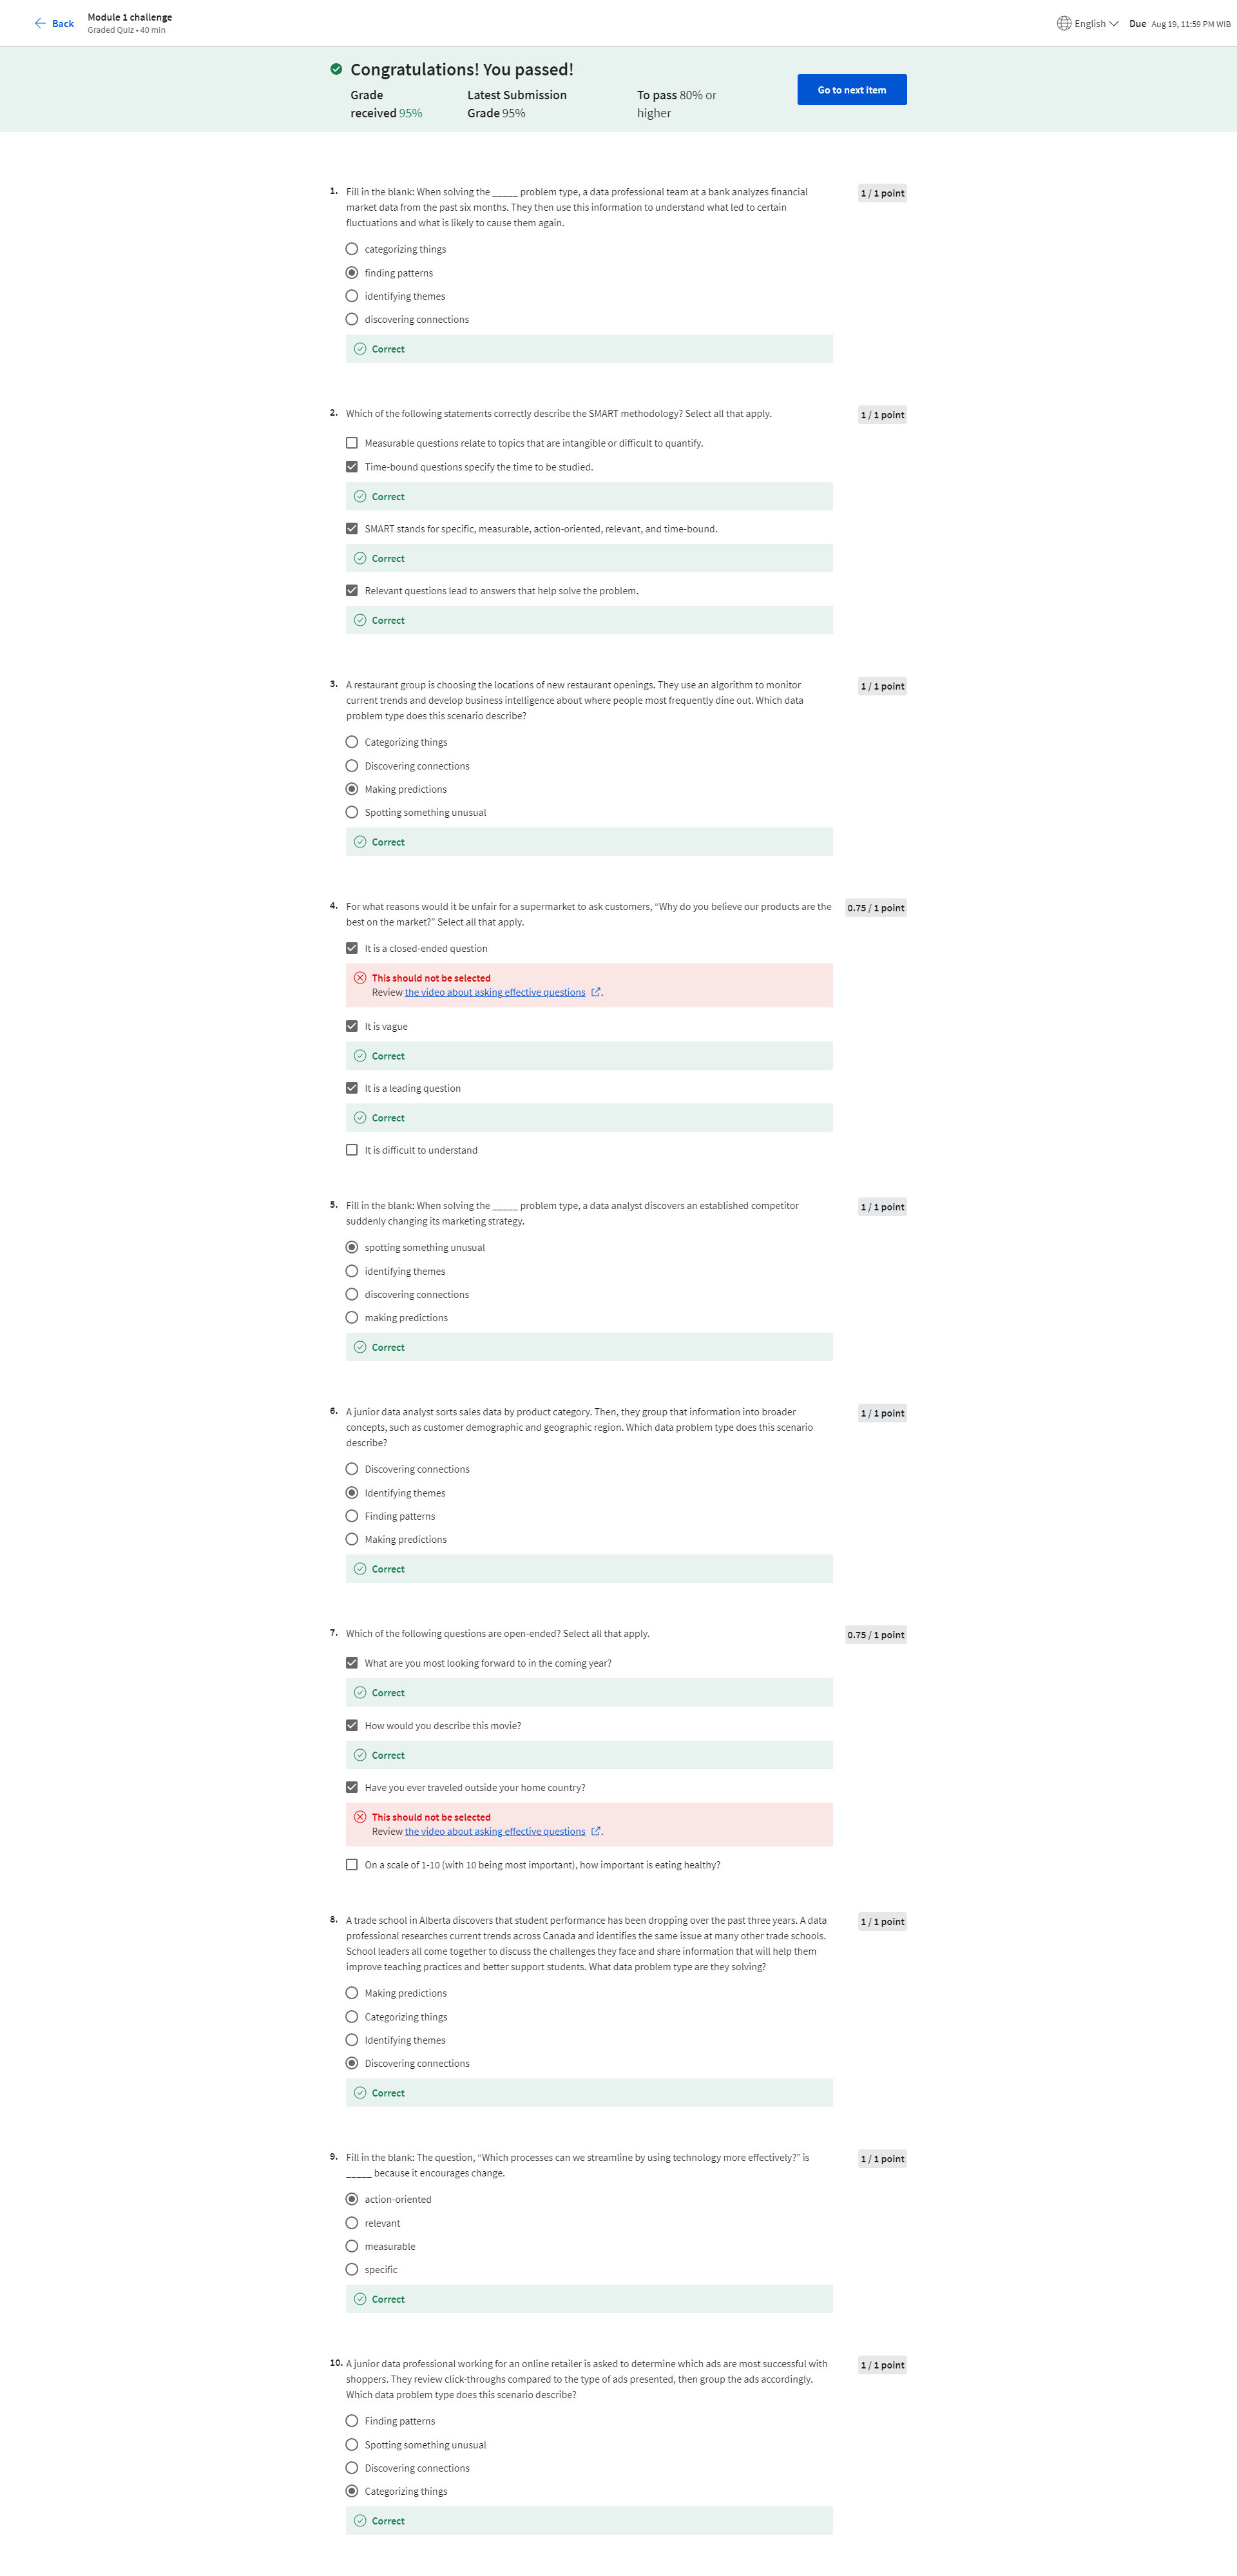 Back
Module 1 challenge
Graded Quiz • 40 min
English
Due Aug 19, 11:59 PM WIB
Congratulations! You passed!
Grade
received 95%
Latest Submission
Grade 95%
To pass 80% or
higher
Go to next item
1. Fill in the blank: When solving the _____ problem type, a data professional team at a bank analyzes financial
market data from the past six months. They then use this information to understand what led to certain
fluctuations and what is likely to cause them again.
1 / 1 point
categorizing things
finding patterns
identifying themes
discovering connections
Correct
2. Which of the following statements correctly describe the SMART methodology? Select all that apply.
1 / 1 point
Measurable questions relate to topics that are intangible or difficult to quantify.
Time-bound questions specify the time to be studied.
Correct
SMART stands for specific, measurable, action-oriented, relevant, and time-bound.
Correct
Relevant questions lead to answers that help solve the problem.
Correct
3. A restaurant group is choosing the locations of new restaurant openings. They use an algorithm to monitor
current trends and develop business intelligence about where people most frequently dine out. Which data
problem type does this scenario describe?
1 / 1 point
Categorizing things
Discovering connections
Making predictions
Spotting something unusual
Correct
4. For what reasons would it be unfair for a supermarket to ask customers, “Why do you believe our products are the
best on the market?” Select all that apply.
0.75 / 1 point
It is a closed-ended question
This should not be selected
Review the video about asking effective questions .
It is vague
Correct
It is a leading question
Correct
It is difficult to understand
5. Fill in the blank: When solving the _____ problem type, a data analyst discovers an established competitor
suddenly changing its marketing strategy.
1 / 1 point
spotting something unusual
identifying themes
discovering connections
making predictions
Correct
6. A junior data analyst sorts sales data by product category. Then, they group that information into broader
concepts, such as customer demographic and geographic region. Which data problem type does this scenario
describe?
1 / 1 point
Discovering connections
Identifying themes
Finding patterns
Making predictions
Correct
7. Which of the following questions are open-ended? Select all that apply.
0.75 / 1 point
What are you most looking forward to in the coming year?
Correct
How would you describe this movie?
Correct
Have you ever traveled outside your home country?
This should not be selected
Review the video about asking effective questions .
On a scale of 1-10 (with 10 being most important), how important is eating healthy?
8. A trade school in Alberta discovers that student performance has been dropping over the past three years. A data
professional researches current trends across Canada and identifies the same issue at many other trade schools.
School leaders all come together to discuss the challenges they face and share information that will help them
improve teaching practices and better support students. What data problem type are they solving?
1 / 1 point
Making predictions
Categorizing things
Identifying themes
Discovering connections
Correct
9. Fill in the blank: The question, “Which processes can we streamline by using technology more effectively?” is
_____ because it encourages change.
1 / 1 point
action-oriented
relevant
measurable
specific
Correct
10. A junior data professional working for an online retailer is asked to determine which ads are most successful with
shoppers. They review click-throughs compared to the type of ads presented, then group the ads accordingly.
Which data problem type does this scenario describe?
1 / 1 point
Finding patterns
Spotting something unusual
Discovering connections
Categorizing things
Correct